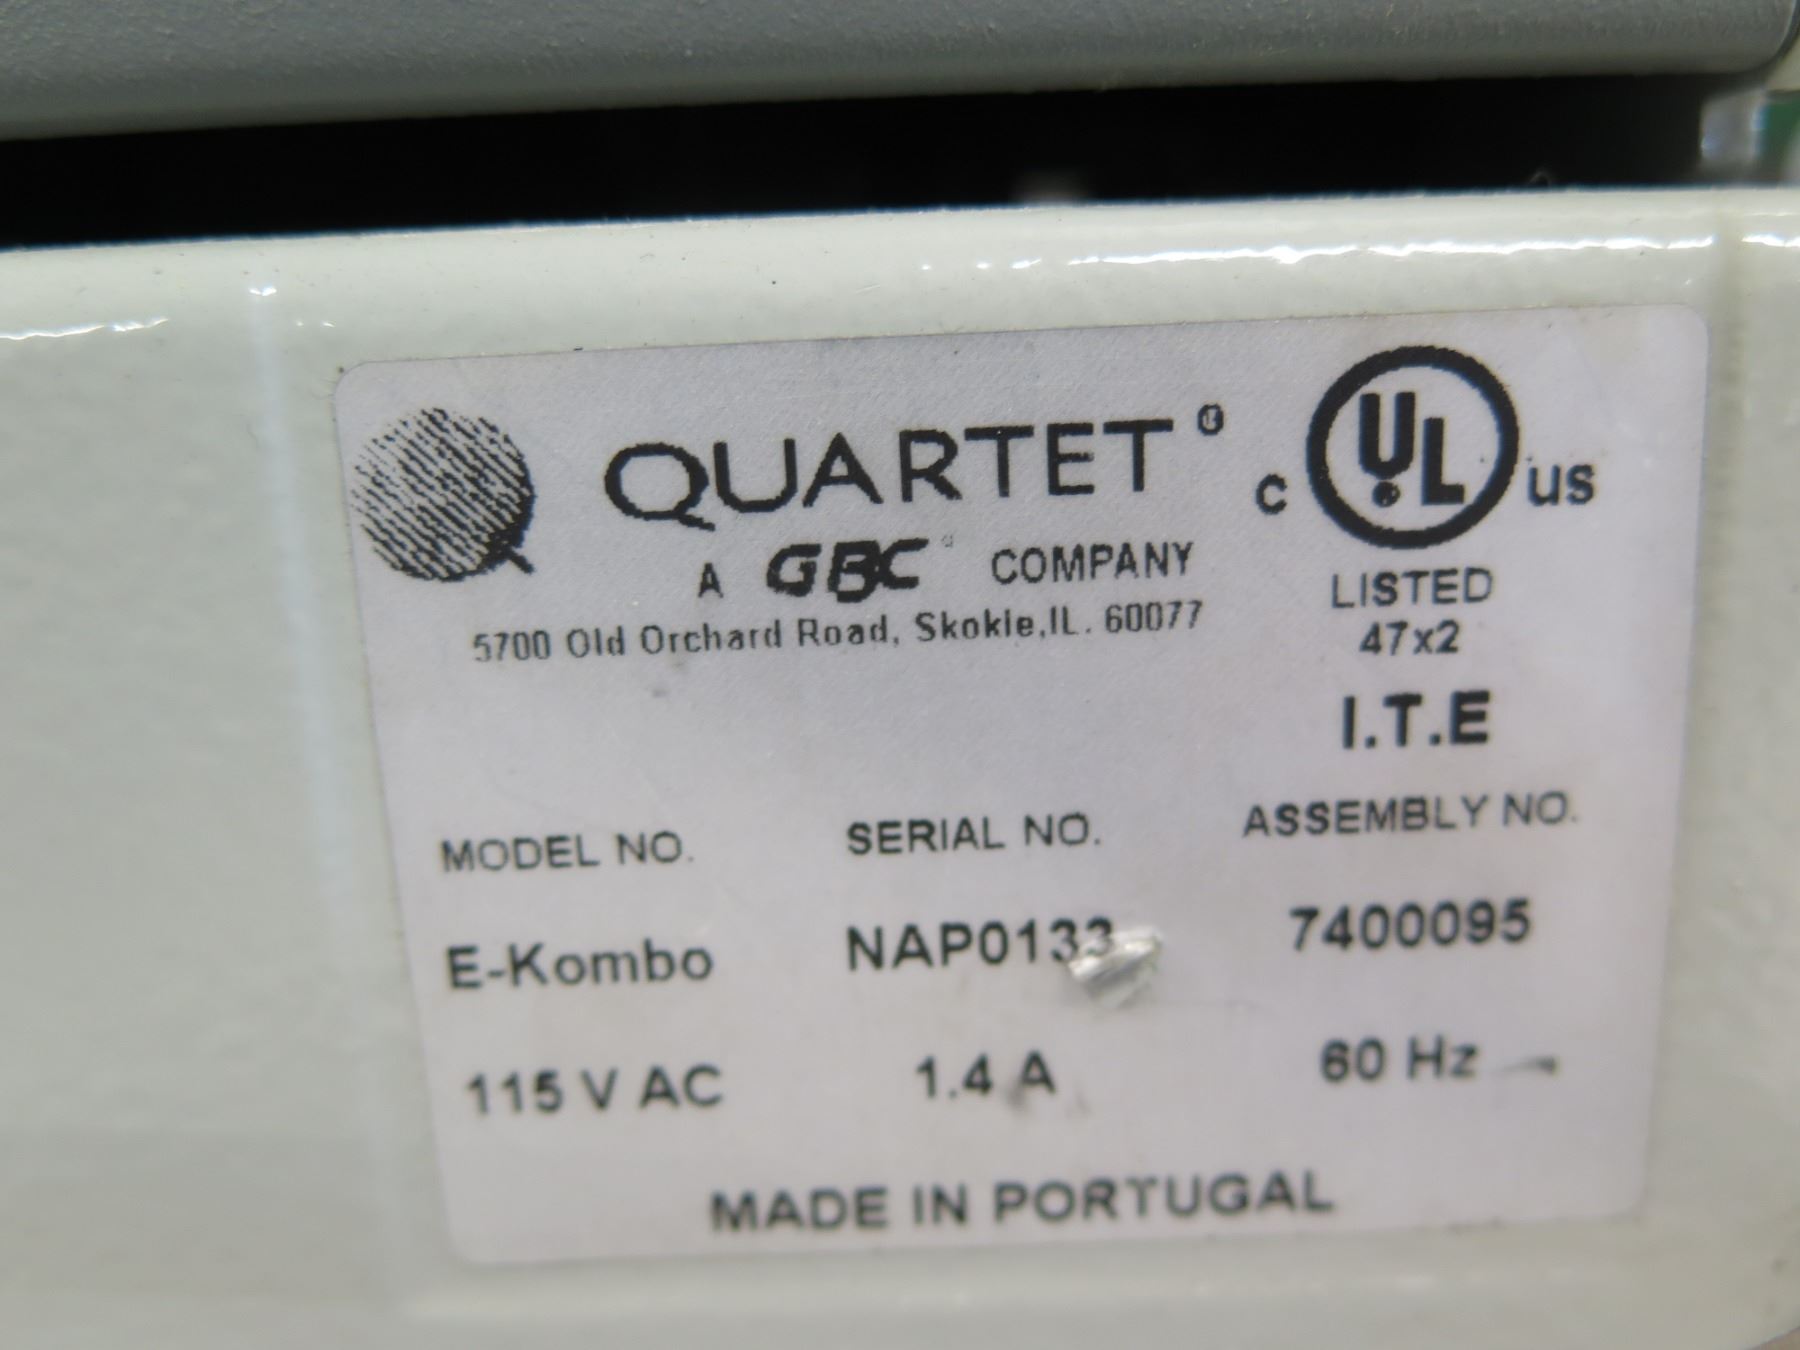 QUARTET®
A GBC COMPANY
5700 Old Orchard Road, Skokie,IL. 60077
c UL us
LISTED
47x2
I.T.E
MODEL NO. SERIAL NO. ASSEMBLY NO.
E-Kombo NAP0133 7400095
115 V AC 1.4 A 60 Hz
MADE IN PORTUGAL